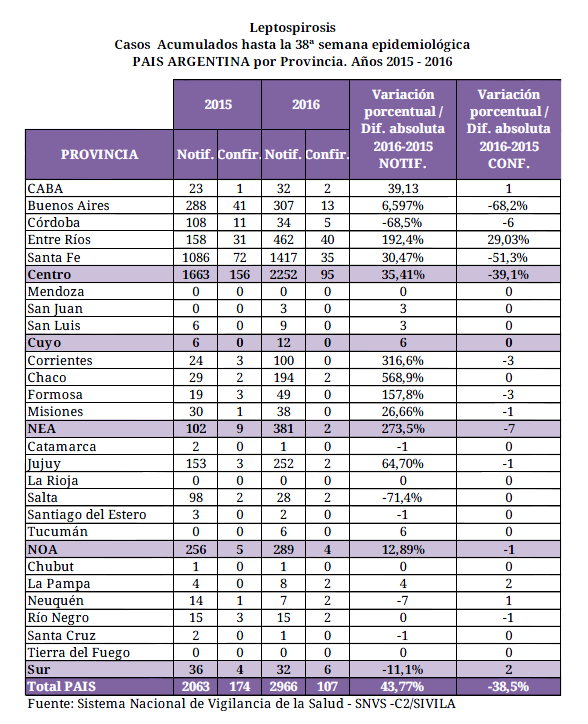 Leptospirosis
Casos Acumulados hasta la 38ª semana epidemiológica
PAIS ARGENTINA por Provincia. Años 2015 - 2016
PROVINCIA 2015 2016 Variación porcentual / Dif. absoluta 2016-2015 NOTIF. Variación porcentual / Dif. absoluta 2016-2015 CONF.
Notif. Confir. Notif. Confir.
CABA 23 1 32 2 39,13 1
Buenos Aires 288 41 307 13 6,597% -68,2%
Córdoba 108 11 34 5 -68,5% -6
Entre Ríos 158 31 462 40 192,4% 29,03%
Santa Fe 1086 72 1417 35 30,47% -51,3%
Centro 1663 156 2252 95 35,41% -39,1%
Mendoza 0 0 0 0 0 0
San Juan 0 0 3 0 3 0
San Luis 6 0 9 0 3 0
Cuyo 6 0 12 0 6 0
Corrientes 24 3 100 0 316,6% -3
Chaco 29 2 194 2 568,9% 0
Formosa 19 3 49 0 157,8% -3
Misiones 30 1 38 0 26,66% -1
NEA 102 9 381 2 273,5% -7
Catamarca 2 0 1 0 -1 0
Jujuy 153 3 252 2 64,70% -1
La Rioja 0 0 0 0 0 0
Salta 98 2 28 2 -71,4% 0
Santiago del Estero 3 0 2 0 -1 0
Tucumán 0 0 6 0 6 0
NOA 256 5 289 4 12,89% -1
Chubut 1 0 1 0 0 0
La Pampa 4 0 8 2 4 2
Neuquén 14 1 7 2 -7 1
Río Negro 15 3 15 2 0 -1
Santa Cruz 2 0 1 0 -1 0
Tierra del Fuego 0 0 0 0 0 0
Sur 36 4 32 6 -11,1% 2
Total PAIS 2063 174 2966 107 43,77% -38,5%
Fuente: Sistema Nacional de Vigilancia de la Salud - SNVS -C2/SIVILA